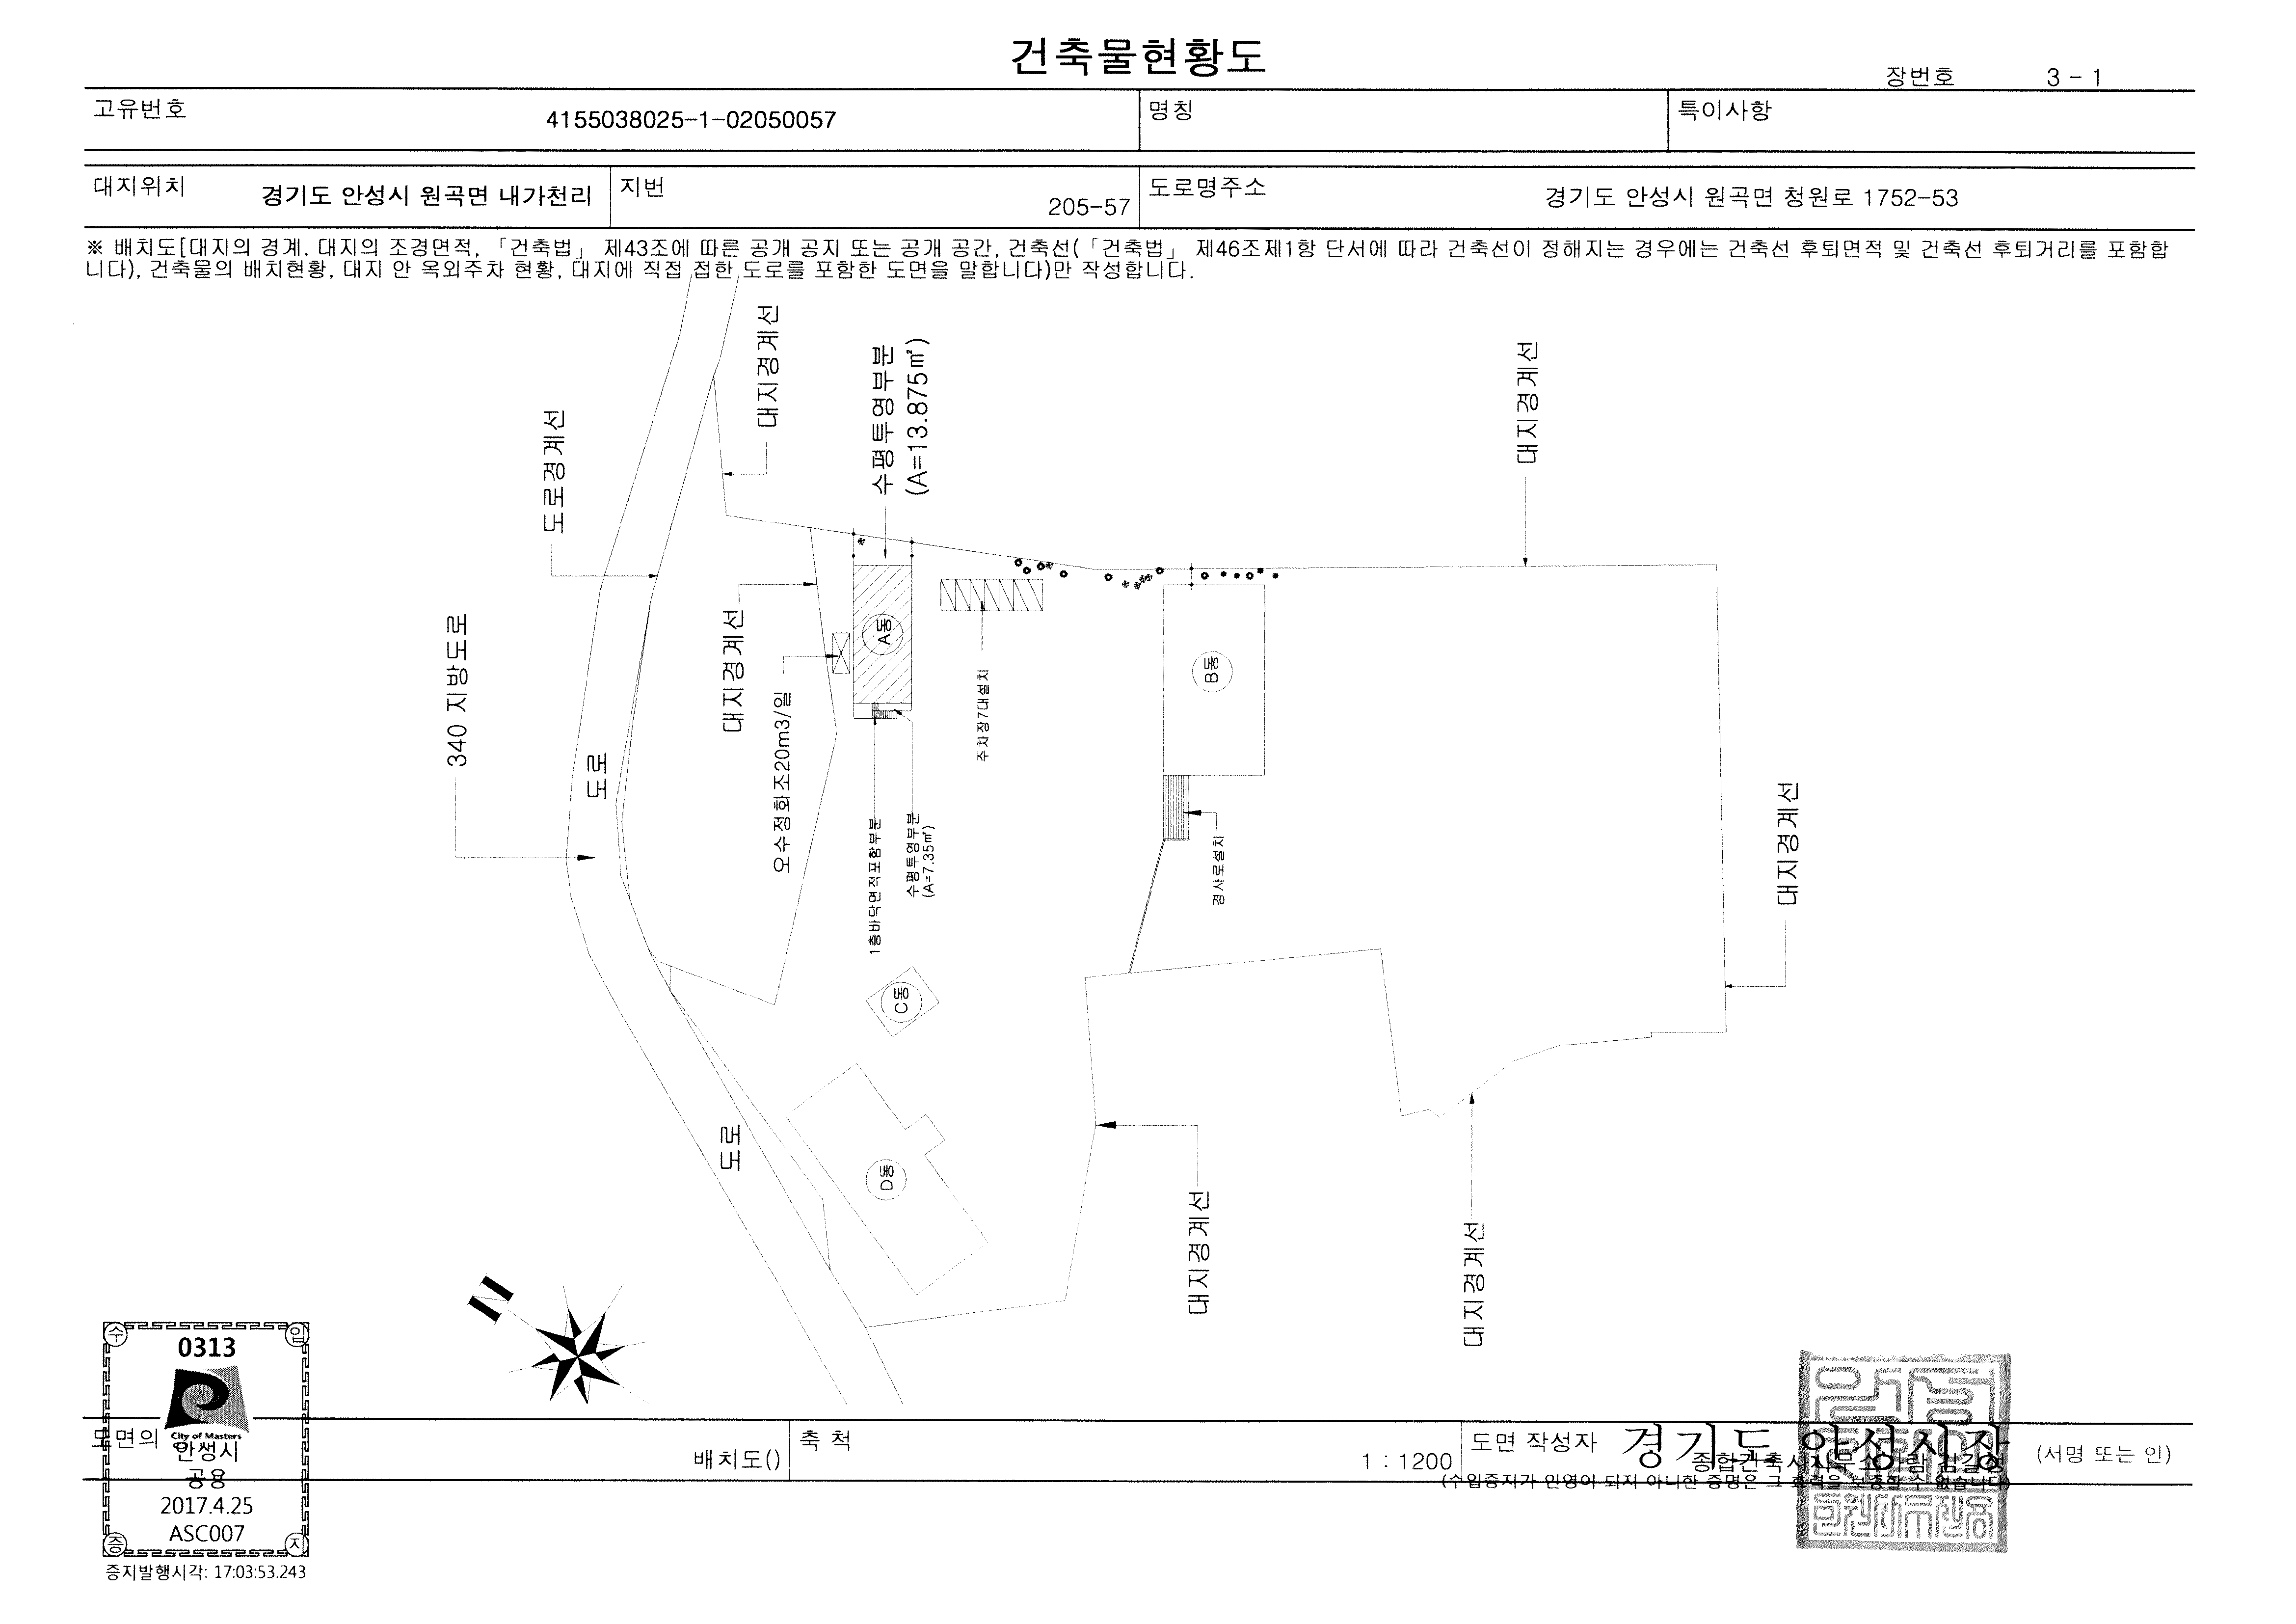 건축물현황도
장번호 3 - 1
고유번호 4155038025-1-02050057
명칭
특이사항
대지위치 경기도 안성시 원곡면 내가천리
지번 205-57
도로명주소 경기도 안성시 원곡면 청원로 1752-53
※ 배치도[대지의 경계, 대지의 조경면적, 「건축법」 제43조에 따른 공개 공지 또는 공개 공간, 건축선(「건축법」 제46조제1항 단서에 따라 건축선이 정해지는 경우에는 건축선 후퇴면적 및 건축선 후퇴거리를 포함합
니다), 건축물의 배치현황, 대지 안 옥외주차 현황, 대지에 직접 접한 도로를 포함한 도면을 말합니다)만 작성합니다.
대지경계선
수평투영부분
(A=13.875㎡)
대지경계선
도로경계선
340 지방도로
도로
대지경계선
오수정화조20m3/일
A동
주차장7대설치
B동
1층바닥면적포함부분
수평투영부분
(A=7.35㎡)
경사로설치
대지경계선
C동
D동
도로
대지경계선
대지경계선
N
수 입
0313
City of Masters
안성시
공용
2017.4.25
ASC007
증 지
증지발행시각: 17:03:53.243
면의
배치도()
축 척 1 : 1200
도면 작성자
경기도 안성시장
(서명 또는 인)
(수입증지가 인영이 되지 아니한 증명은 그 효력을 보증할 수 없습니다)